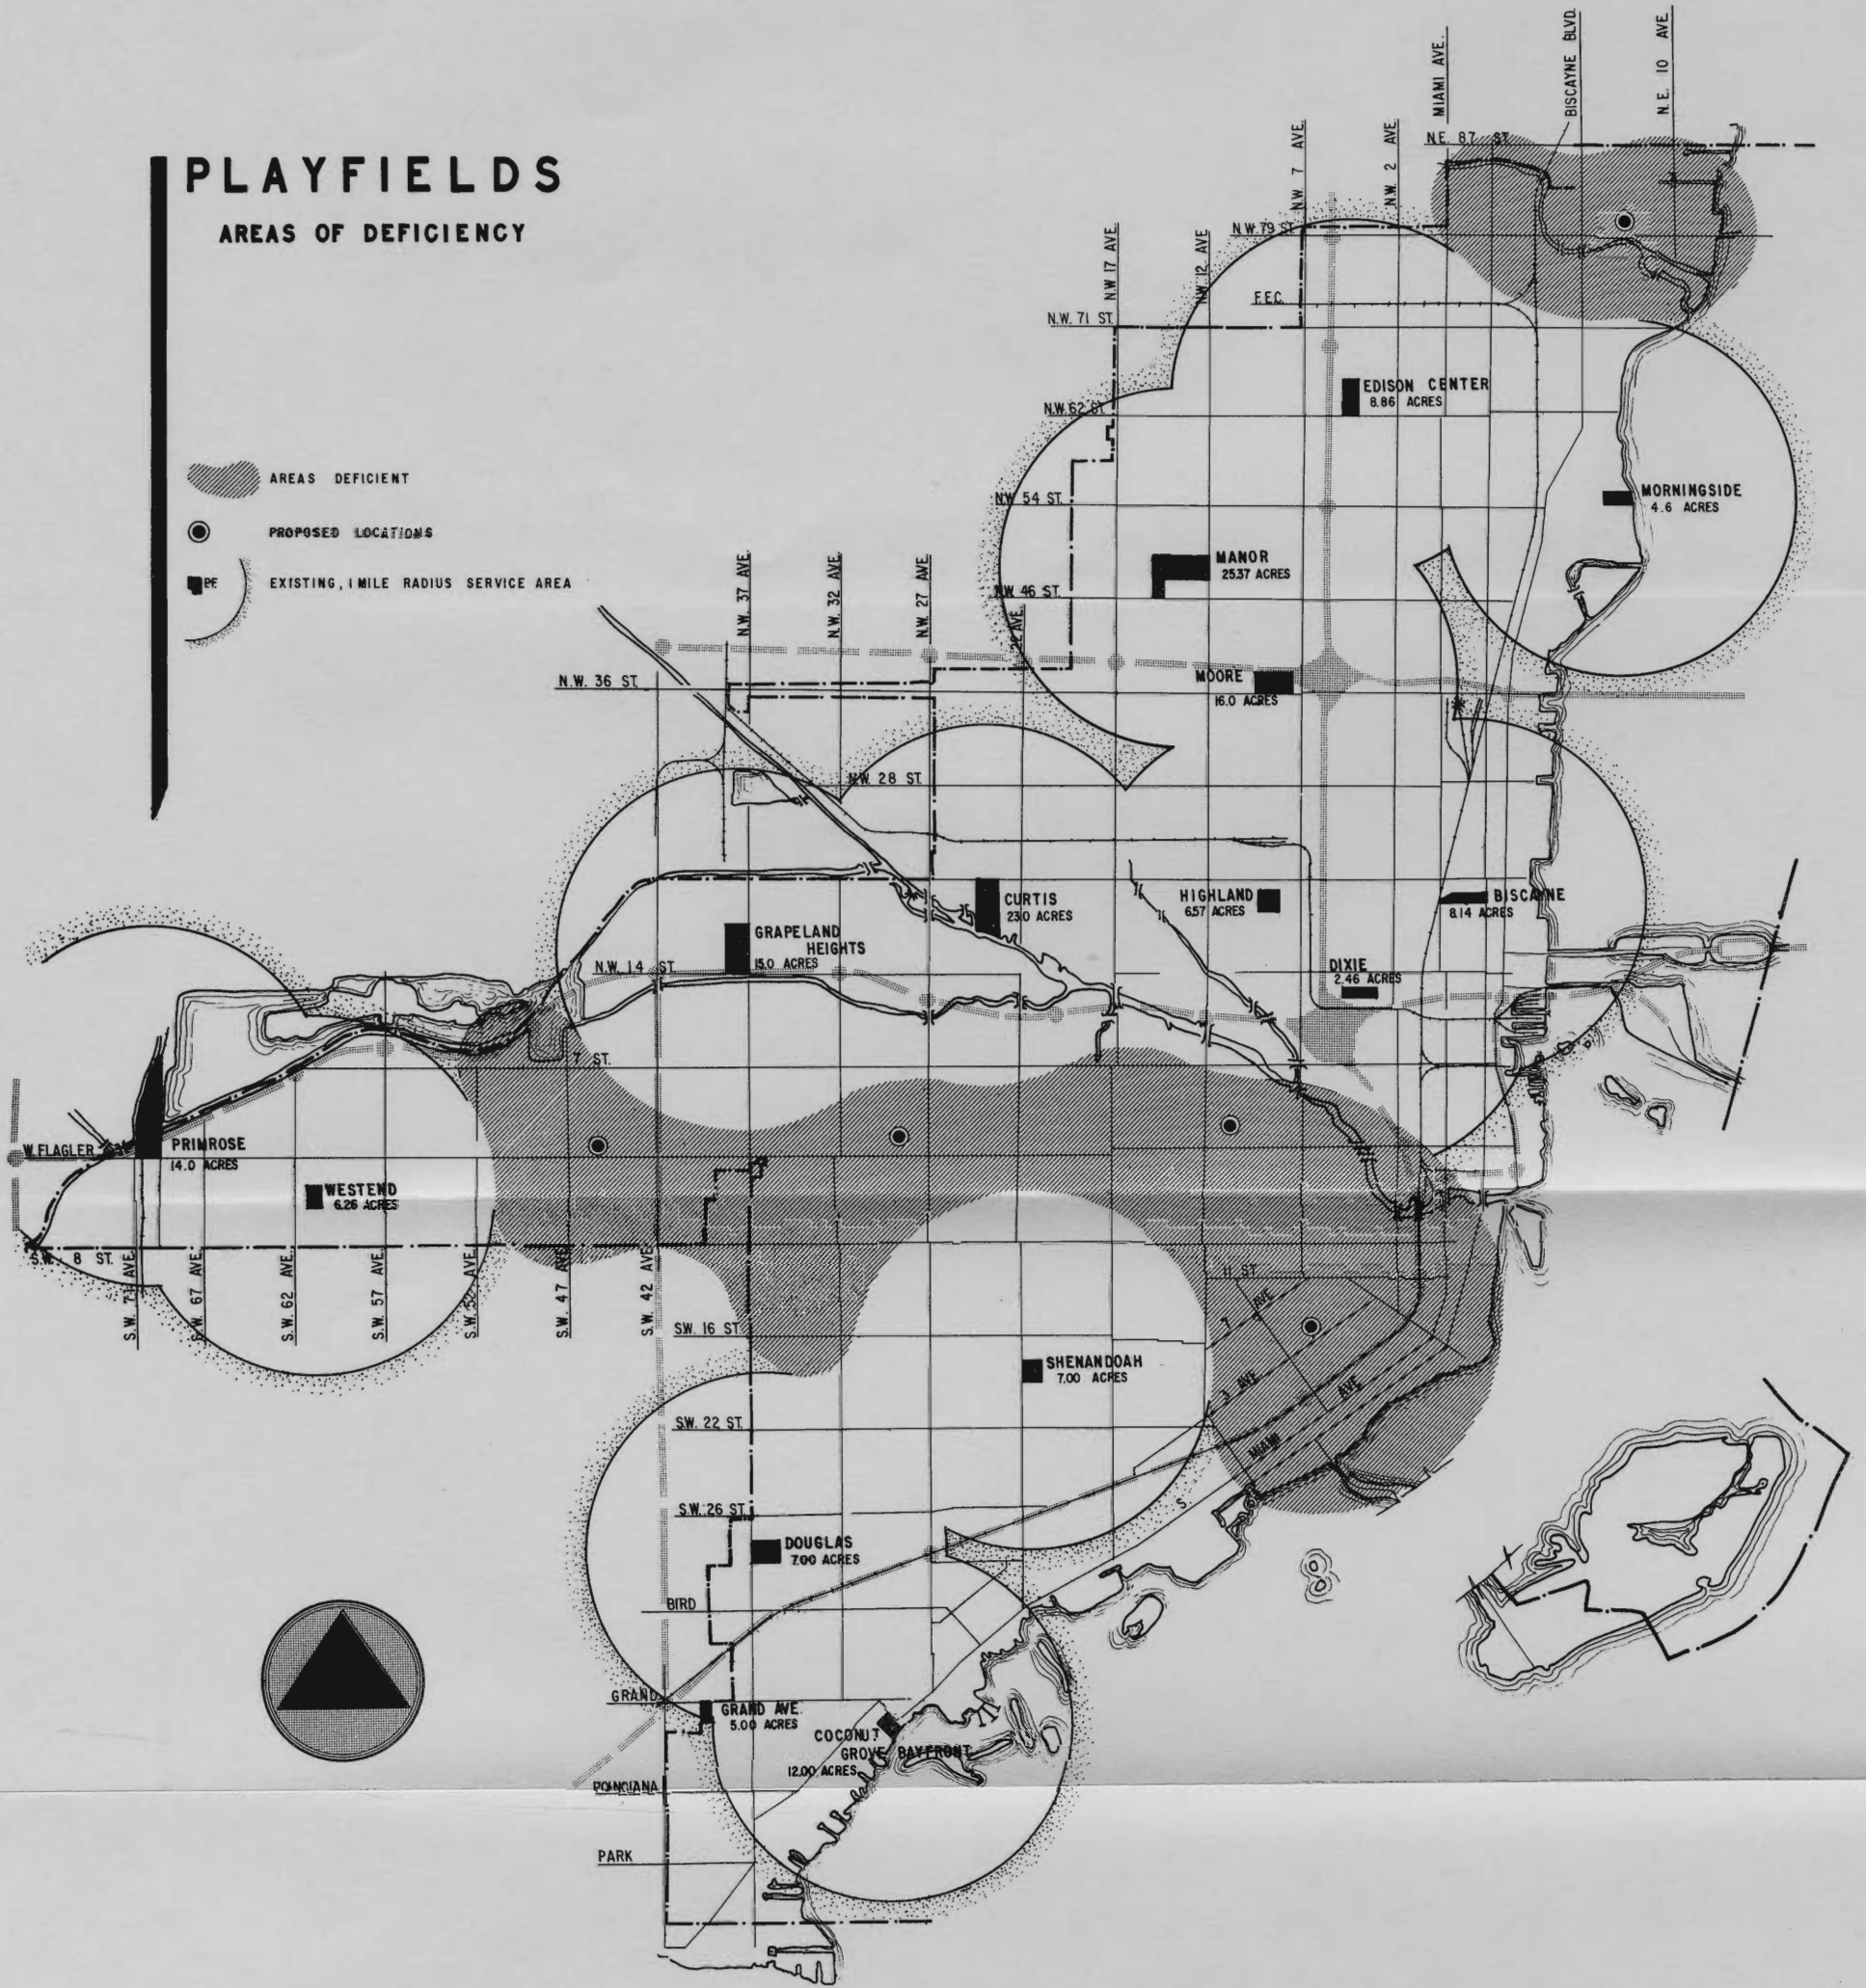 PLAYFIELDS
AREAS OF DEFICIENCY
AREAS DEFICIENT
PROPOSED LOCATIONS
PF.
EXISTING, 1 MILE RADIUS SERVICE AREA
MIAMI AVE.
BISCAYNE BLVD.
N.E. 10 AVE.
N.W. 7 AVE.
N.W. 2 AVE.
N.E. 87 ST.
N.W. 17 AVE.
N.W. 12 AVE
N.W. 79 ST.
F.E.C.
N.W. 71 ST.
N.W. 62 ST.
EDISON CENTER
8.86 ACRES
N.W. 54 ST.
MORNINGSIDE
4.6 ACRES
MANOR
25.37 ACRES
N.W. 46 ST.
N.W. 37 AVE.
N.W. 32 AVE.
N.W. 27 AVE.
22 AVE.
N.W. 36 ST.
MOORE
16.0 ACRES
N.W. 28 ST.
CURTIS
23.0 ACRES
HIGHLAND
6.57 ACRES
BISCAYNE
8.14 ACRES
GRAPELAND
HEIGHTS
15.0 ACRES
N.W. 14 ST.
DIXIE
2.46 ACRES
7 ST.
W. FLAGLER
PRIMROSE
14.0 ACRES
WESTEND
6.26 ACRES
S.W. 8 ST.
S.W. 71 AVE.
S.W. 67 AVE.
S.W. 62 AVE.
S.W. 57 AVE.
S.W. 52 AVE.
S.W. 47 AVE.
S.W. 42 AVE.
11 ST.
7 AVE
S.W. 16 ST.
SHENANDOAH
7.00 ACRES
3 AVE
S. MIAMI AVE
S.W. 22 ST.
S.W. 26 ST.
DOUGLAS
7.00 ACRES
BIRD
GRAND
GRAND AVE.
5.00 ACRES
COCONUT
GROVE BAYFRONT
12.00 ACRES
POINCIANA
PARK